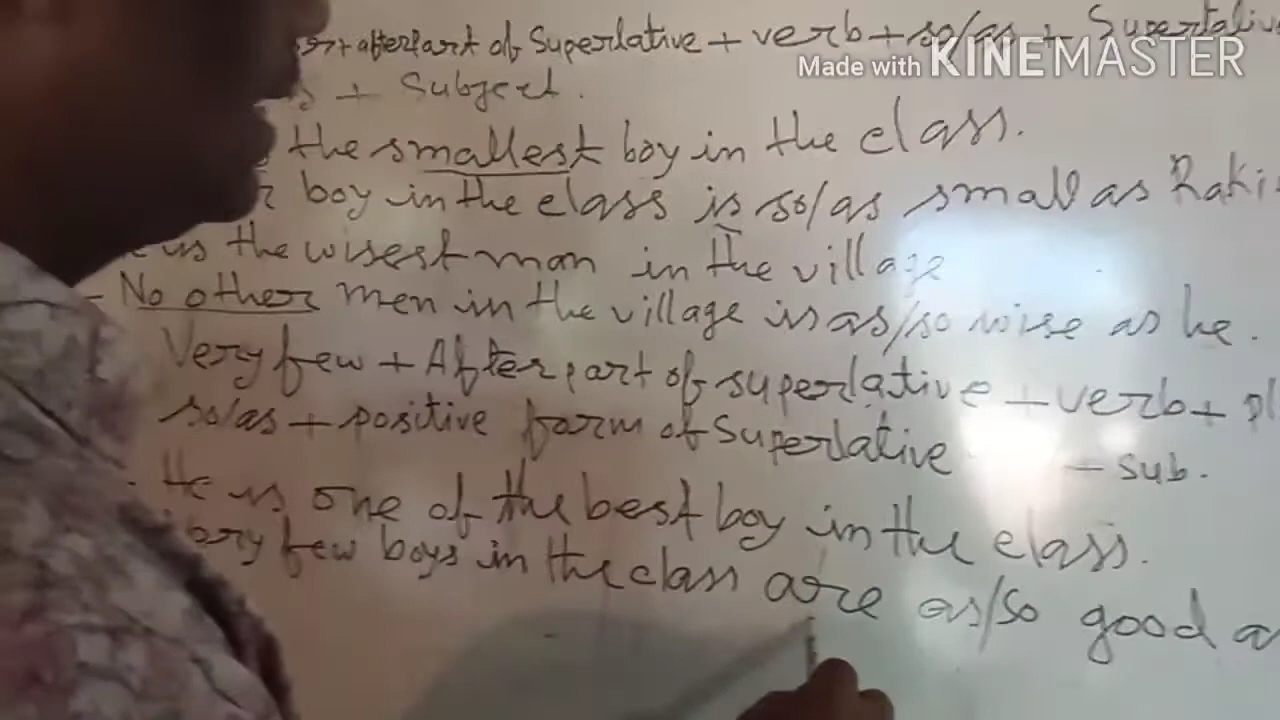 afterpart of Superlative + verb + so/as +
Made with KINEMASTER
+ Subject.
the smallest boy in the class.
boy in the class is so/as small as Raki
is the wisest man in the village
- No other men in the village is as/so wise as he.
Very few + After part of superlative + verb + pl
so/as + positive form of Superlative - sub.
He is one of the best boy in the class.
very few boys in the class are as/so good a